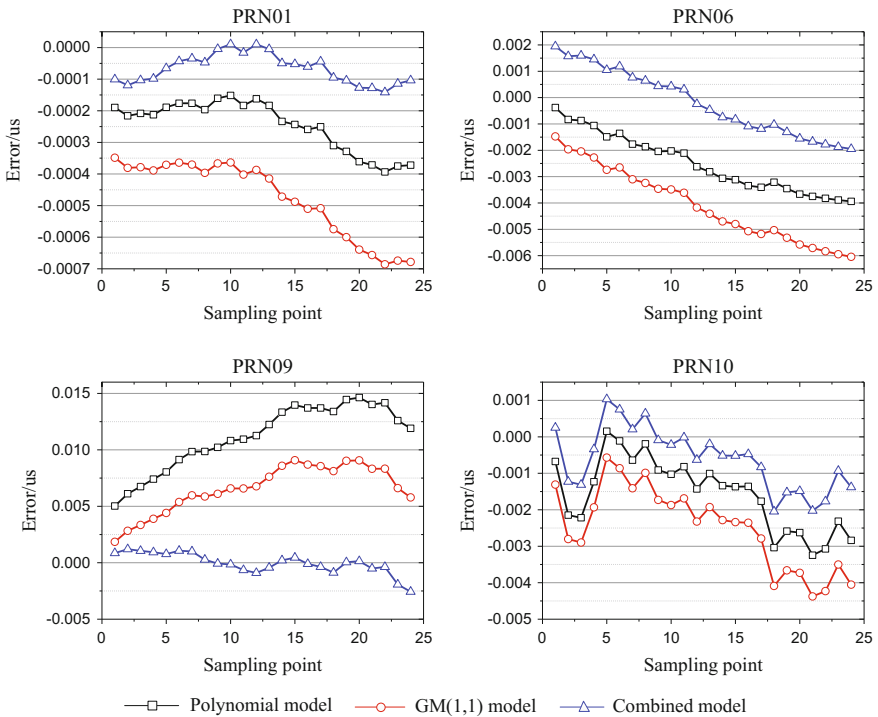 PRN01
0.0000
-0.0001
-0.0002
-0.0003
-0.0004
-0.0005
-0.0006
-0.0007
Error/us
0 5 10 15 20 25
Sampling point
PRN06
0.002
0.001
0.000
-0.001
-0.002
-0.003
-0.004
-0.005
-0.006
Error/us
0 5 10 15 20 25
Sampling point
PRN09
0.015
0.010
0.005
0.000
-0.005
Error/us
0 5 10 15 20 25
Sampling point
PRN10
0.001
0.000
-0.001
-0.002
-0.003
-0.004
-0.005
Error/us
0 5 10 15 20 25
Sampling point
Polynomial model GM(1,1) model Combined model